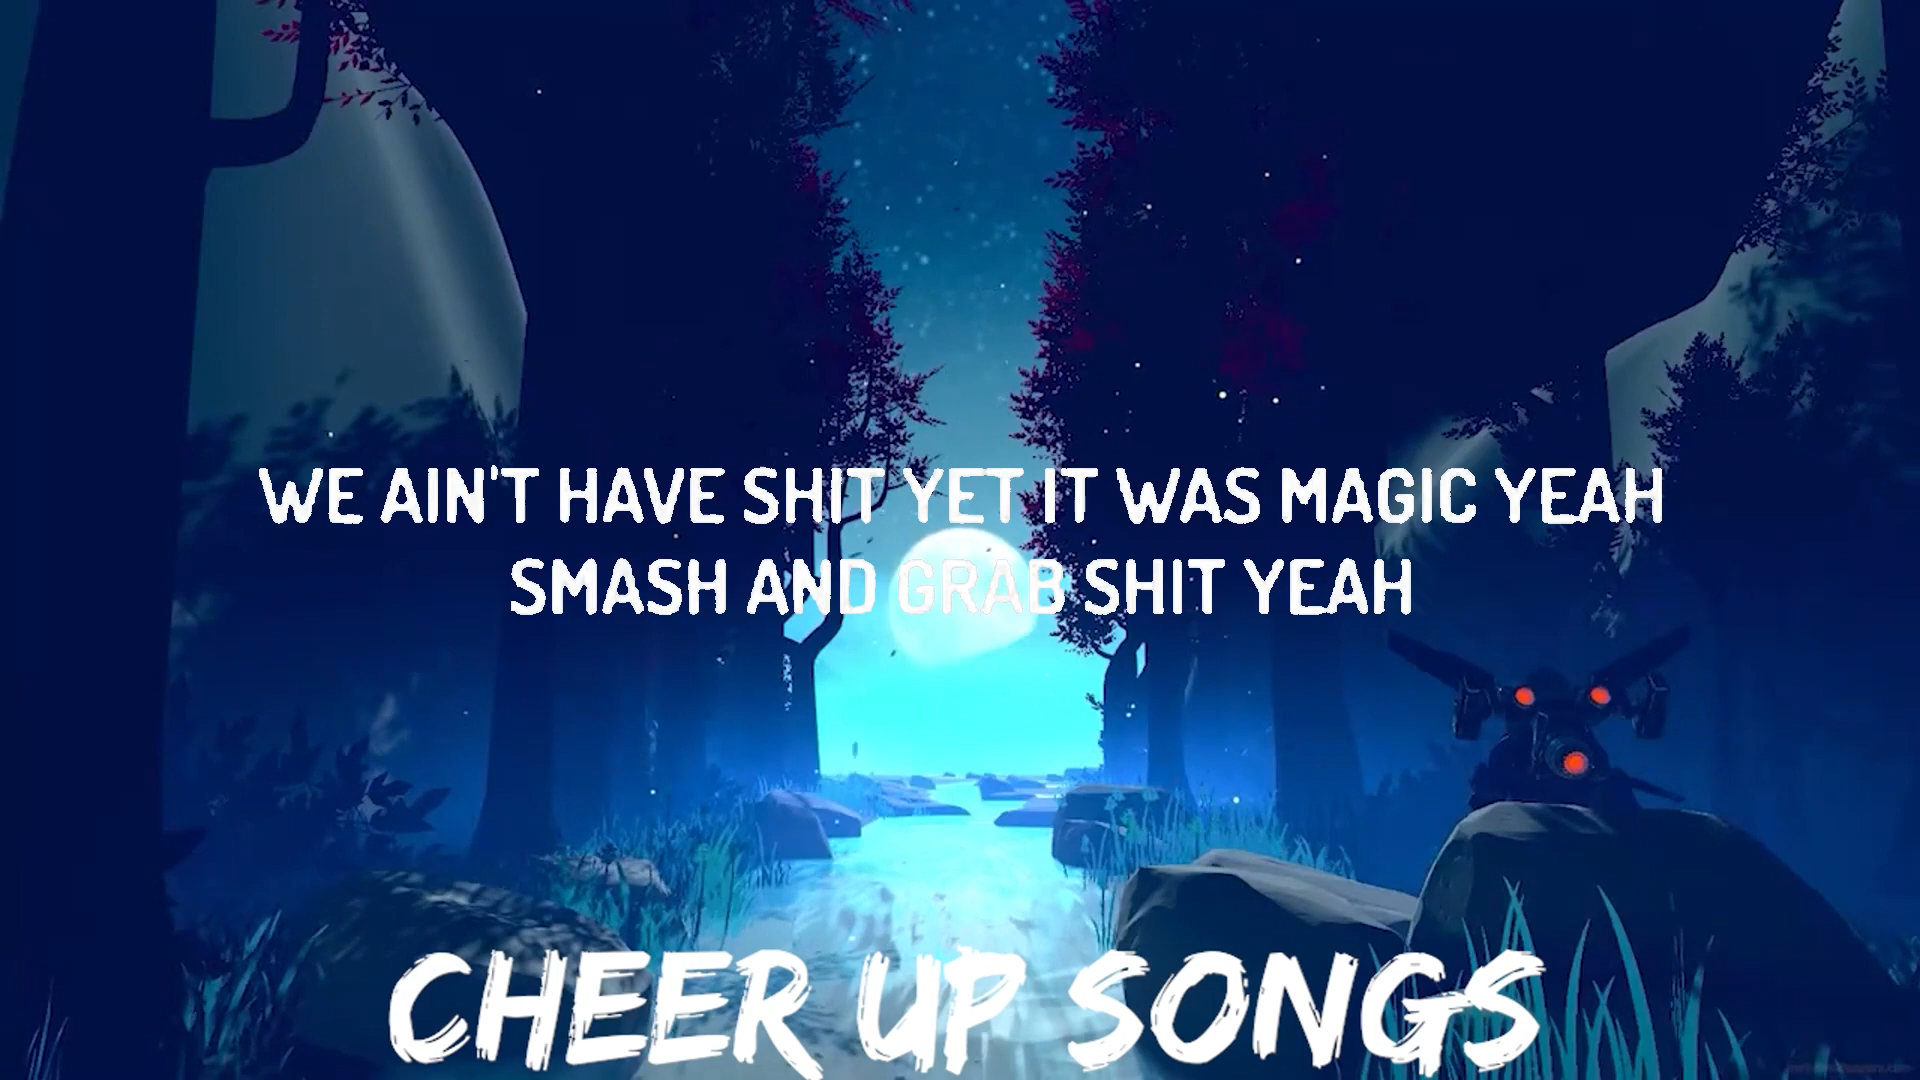 WE AIN'T HAVE SHIT YET IT WAS MAGIC YEAH
SMASH AND GRAB SHIT YEAH
CHEER UP SONGS